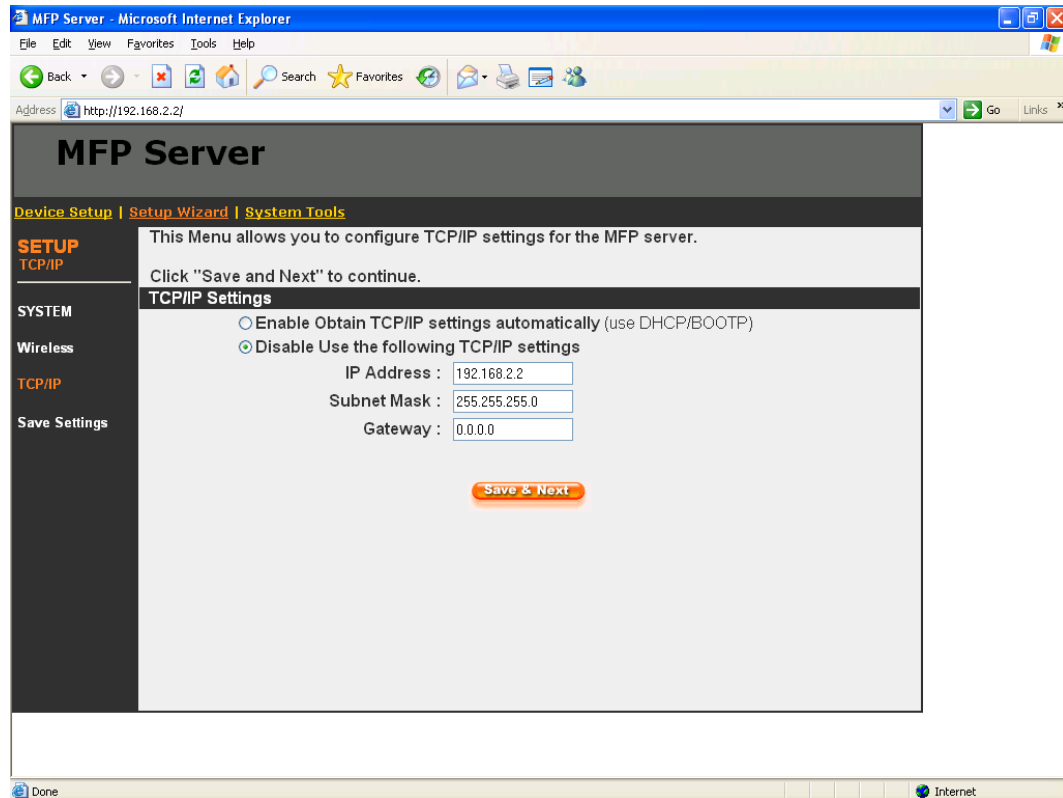 MFP Server - Microsoft Internet Explorer
File Edit View Favorites Tools Help
Back Search Favorites
Address http://192.168.2.2/ Go Links »
MFP Server
Device Setup | Setup Wizard | System Tools
SETUP
TCP/IP
SYSTEM
Wireless
TCP/IP
Save Settings
This Menu allows you to configure TCP/IP settings for the MFP server.
Click "Save and Next" to continue.
TCP/IP Settings
Enable Obtain TCP/IP settings automatically (use DHCP/BOOTP)
Disable Use the following TCP/IP settings
IP Address : 192.168.2.2
Subnet Mask : 255.255.255.0
Gateway : 0.0.0.0
Save & Next
Done Internet